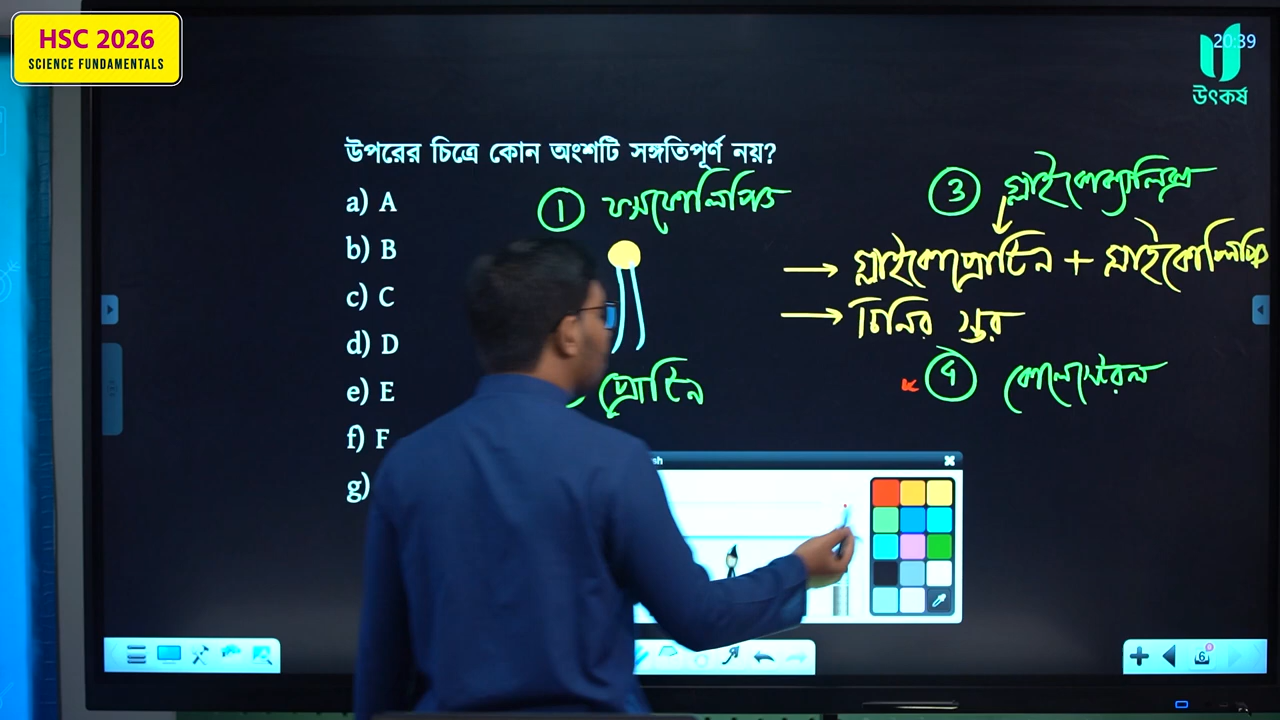 HSC 2026
SCIENCE FUNDAMENTALS
20:39
উৎকর্ষ
উপরের চিত্রে কোন অংশটি সঙ্গতিপূর্ণ নয়?
a) A
b) B
c) C
d) D
e) E
f) F
g)
① ফসফোলিপিড
প্রোটিন
③ গ্লাইকোক্যালিক্স
→ গ্লাইকোপ্রোটিন + গ্লাইকোলিপিড
→ চিনির স্তর
④ কোলেস্টেরল
6